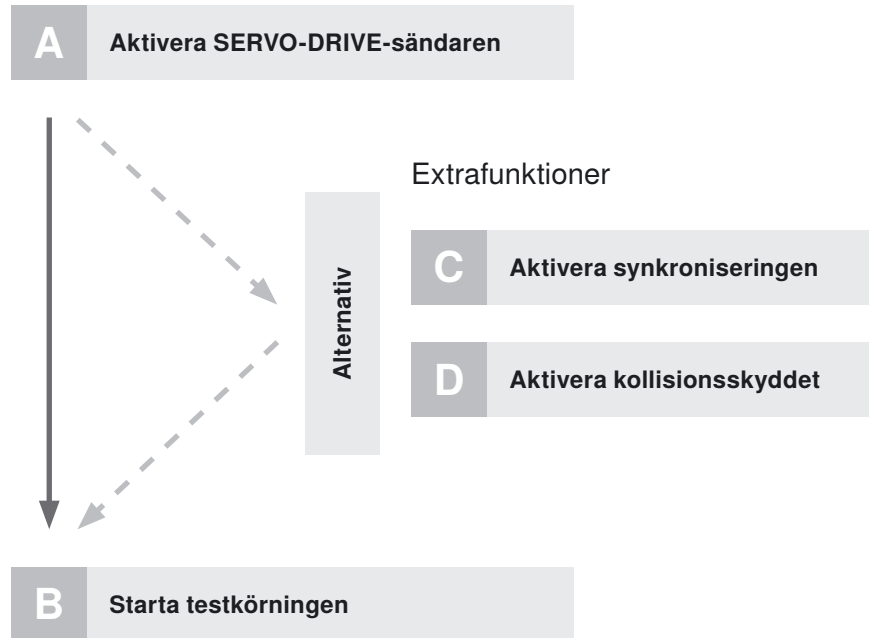 A Aktivera SERVO-DRIVE-sändaren
Extrafunktioner
Alternativ
C Aktivera synkroniseringen
D Aktivera kollisionsskyddet
B Starta testkörningen